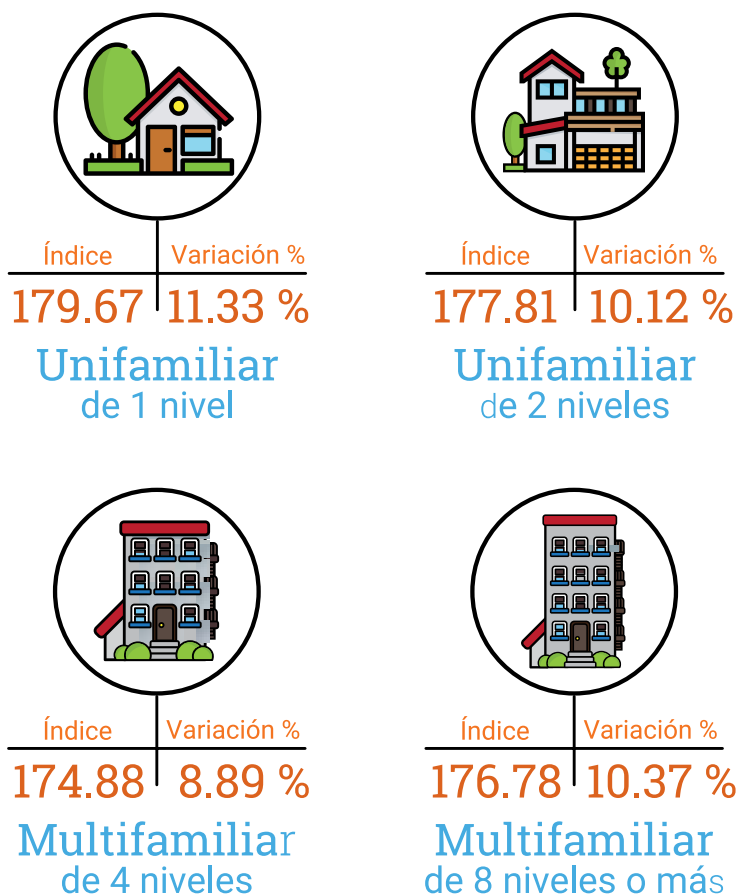 Índice Variación %
179.67 11.33 %
Unifamiliar
de 1 nivel
Índice Variación %
177.81 10.12 %
Unifamiliar
de 2 niveles
Índice Variación %
174.88 8.89 %
Multifamiliar
de 4 niveles
Índice Variación %
176.78 10.37 %
Multifamiliar
de 8 niveles o más